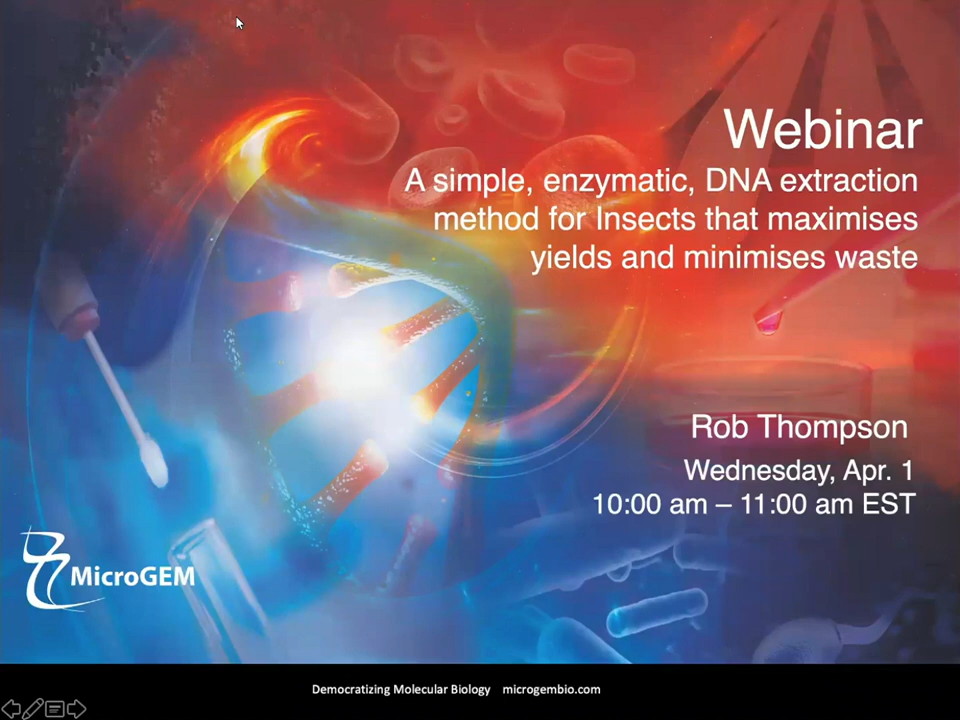 Webinar
A simple, enzymatic, DNA extraction
method for Insects that maximises
yields and minimises waste
Rob Thompson
Wednesday, Apr. 1
10:00 am – 11:00 am EST
MicroGEM
Democratizing Molecular Biology microgembio.com